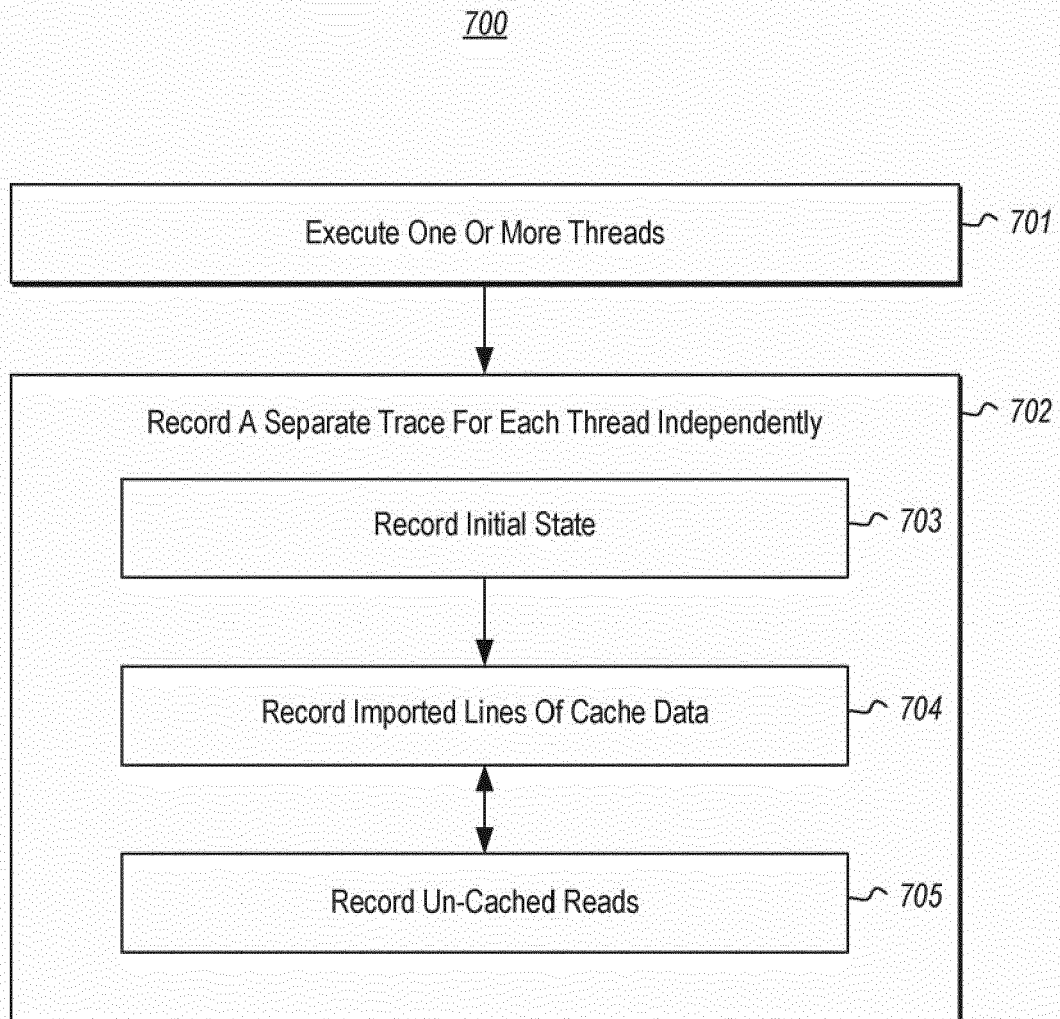 700
Execute One Or More Threads
701
Record A Separate Trace For Each Thread Independently
702
Record Initial State
703
Record Imported Lines Of Cache Data
704
Record Un-Cached Reads
705